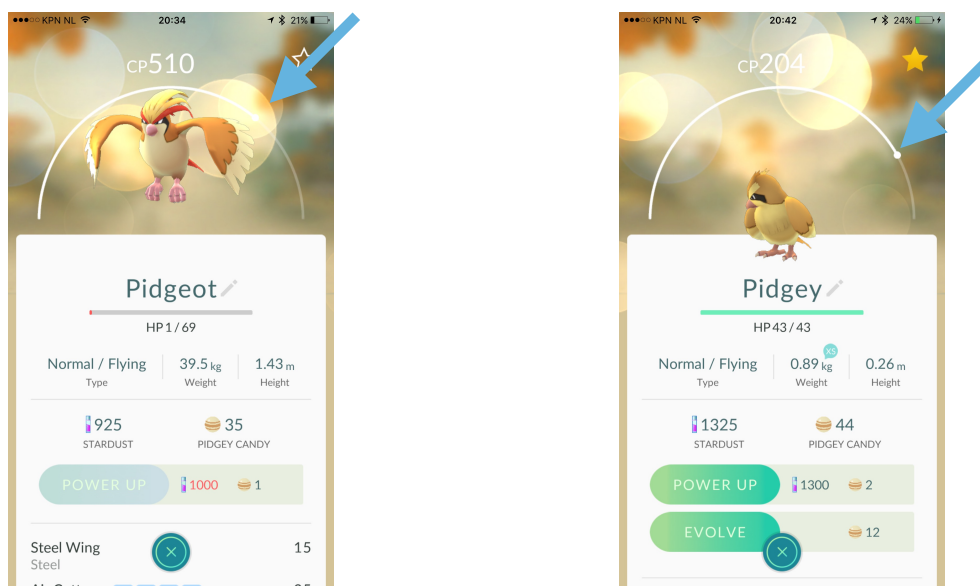 KPN NL 20:34 21%
CP510
Pidgeot
HP 1 / 69
Normal / Flying 39.5 kg 1.43 m
Type Weight Height
925 35
STARDUST PIDGEY CANDY
POWER UP 1000 1
Steel Wing 15
Steel
KPN NL 20:42 24%
CP204
Pidgey
HP 43 / 43
XS
Normal / Flying 0.89 kg 0.26 m
Type Weight Height
1325 44
STARDUST PIDGEY CANDY
POWER UP 1300 2
EVOLVE 12